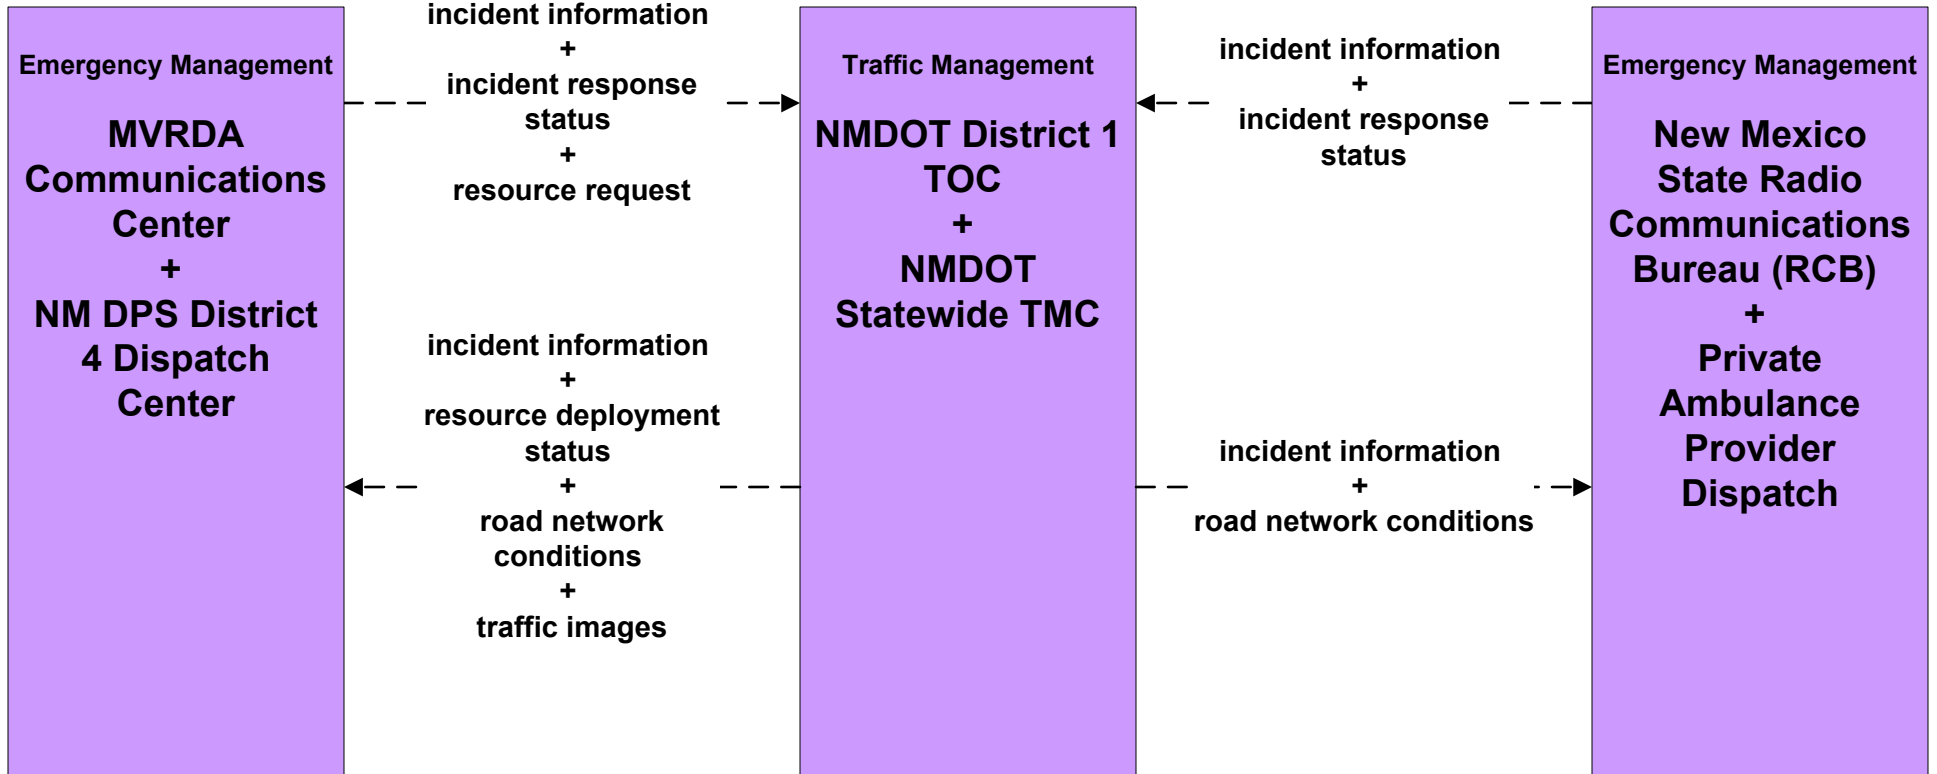 Emergency Management
MVRDA
Communications
Center
+
NM DPS District
4 Dispatch
Center
incident information
+
incident response
status
+
resource request
incident information
+
resource deployment
status
+
road network
conditions
+
traffic images
Traffic Management
NMDOT District 1
TOC
+
NMDOT
Statewide TMC
incident information
+
incident response
status
incident information
+
road network conditions
Emergency Management
New Mexico
State Radio
Communications
Bureau (RCB)
+
Private
Ambulance
Provider
Dispatch